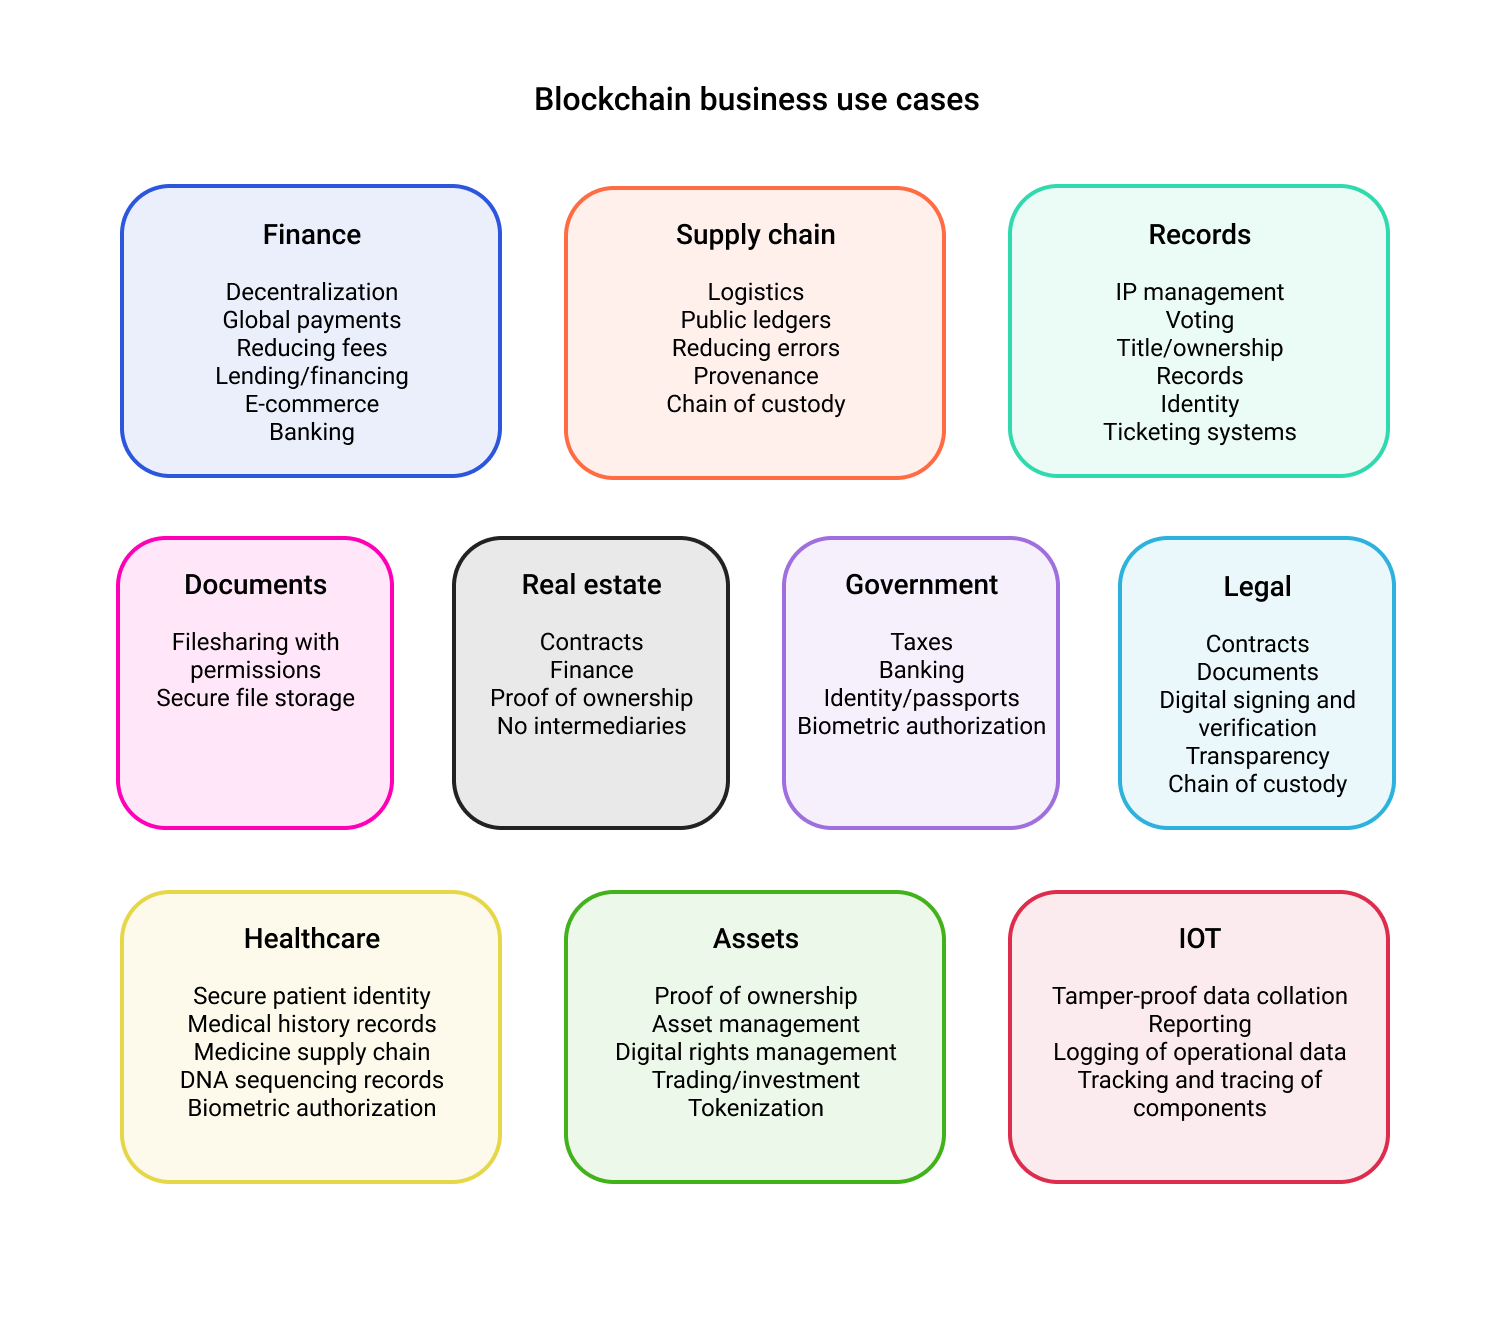 Blockchain business use cases
Finance
Decentralization
Global payments
Reducing fees
Lending/financing
E-commerce
Banking
Supply chain
Logistics
Public ledgers
Reducing errors
Provenance
Chain of custody
Records
IP management
Voting
Title/ownership
Records
Identity
Ticketing systems
Documents
Filesharing with
permissions
Secure file storage
Real estate
Contracts
Finance
Proof of ownership
No intermediaries
Government
Taxes
Banking
Identity/passports
Biometric authorization
Legal
Contracts
Documents
Digital signing and
verification
Transparency
Chain of custody
Healthcare
Secure patient identity
Medical history records
Medicine supply chain
DNA sequencing records
Biometric authorization
Assets
Proof of ownership
Asset management
Digital rights management
Trading/investment
Tokenization
IOT
Tamper-proof data collation
Reporting
Logging of operational data
Tracking and tracing of
components